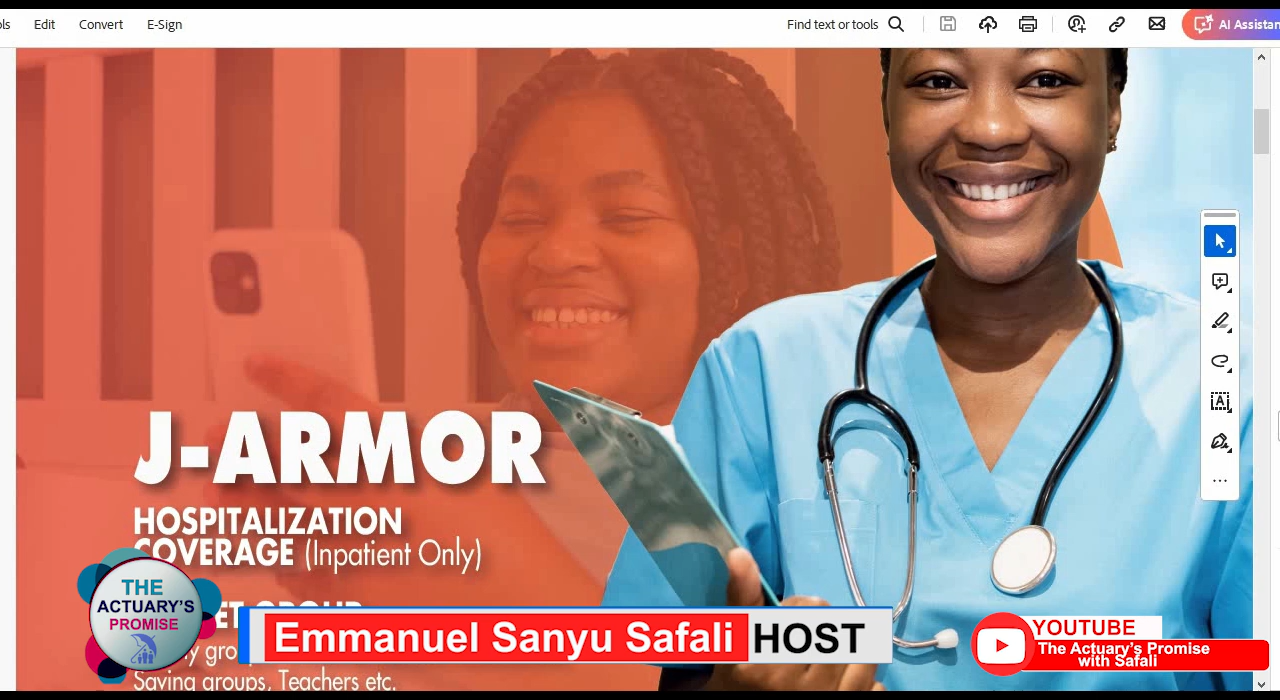 Edit Convert E-Sign Find text or tools AI Assistan
J-ARMOR
HOSPITALIZATION
COVERAGE (Inpatient Only)
Saving groups, Teachers etc.
THE
ACTUARY'S
PROMISE
Emmanuel Sanyu Safali HOST
YOUTUBE
The Actuary's Promise
with Safali